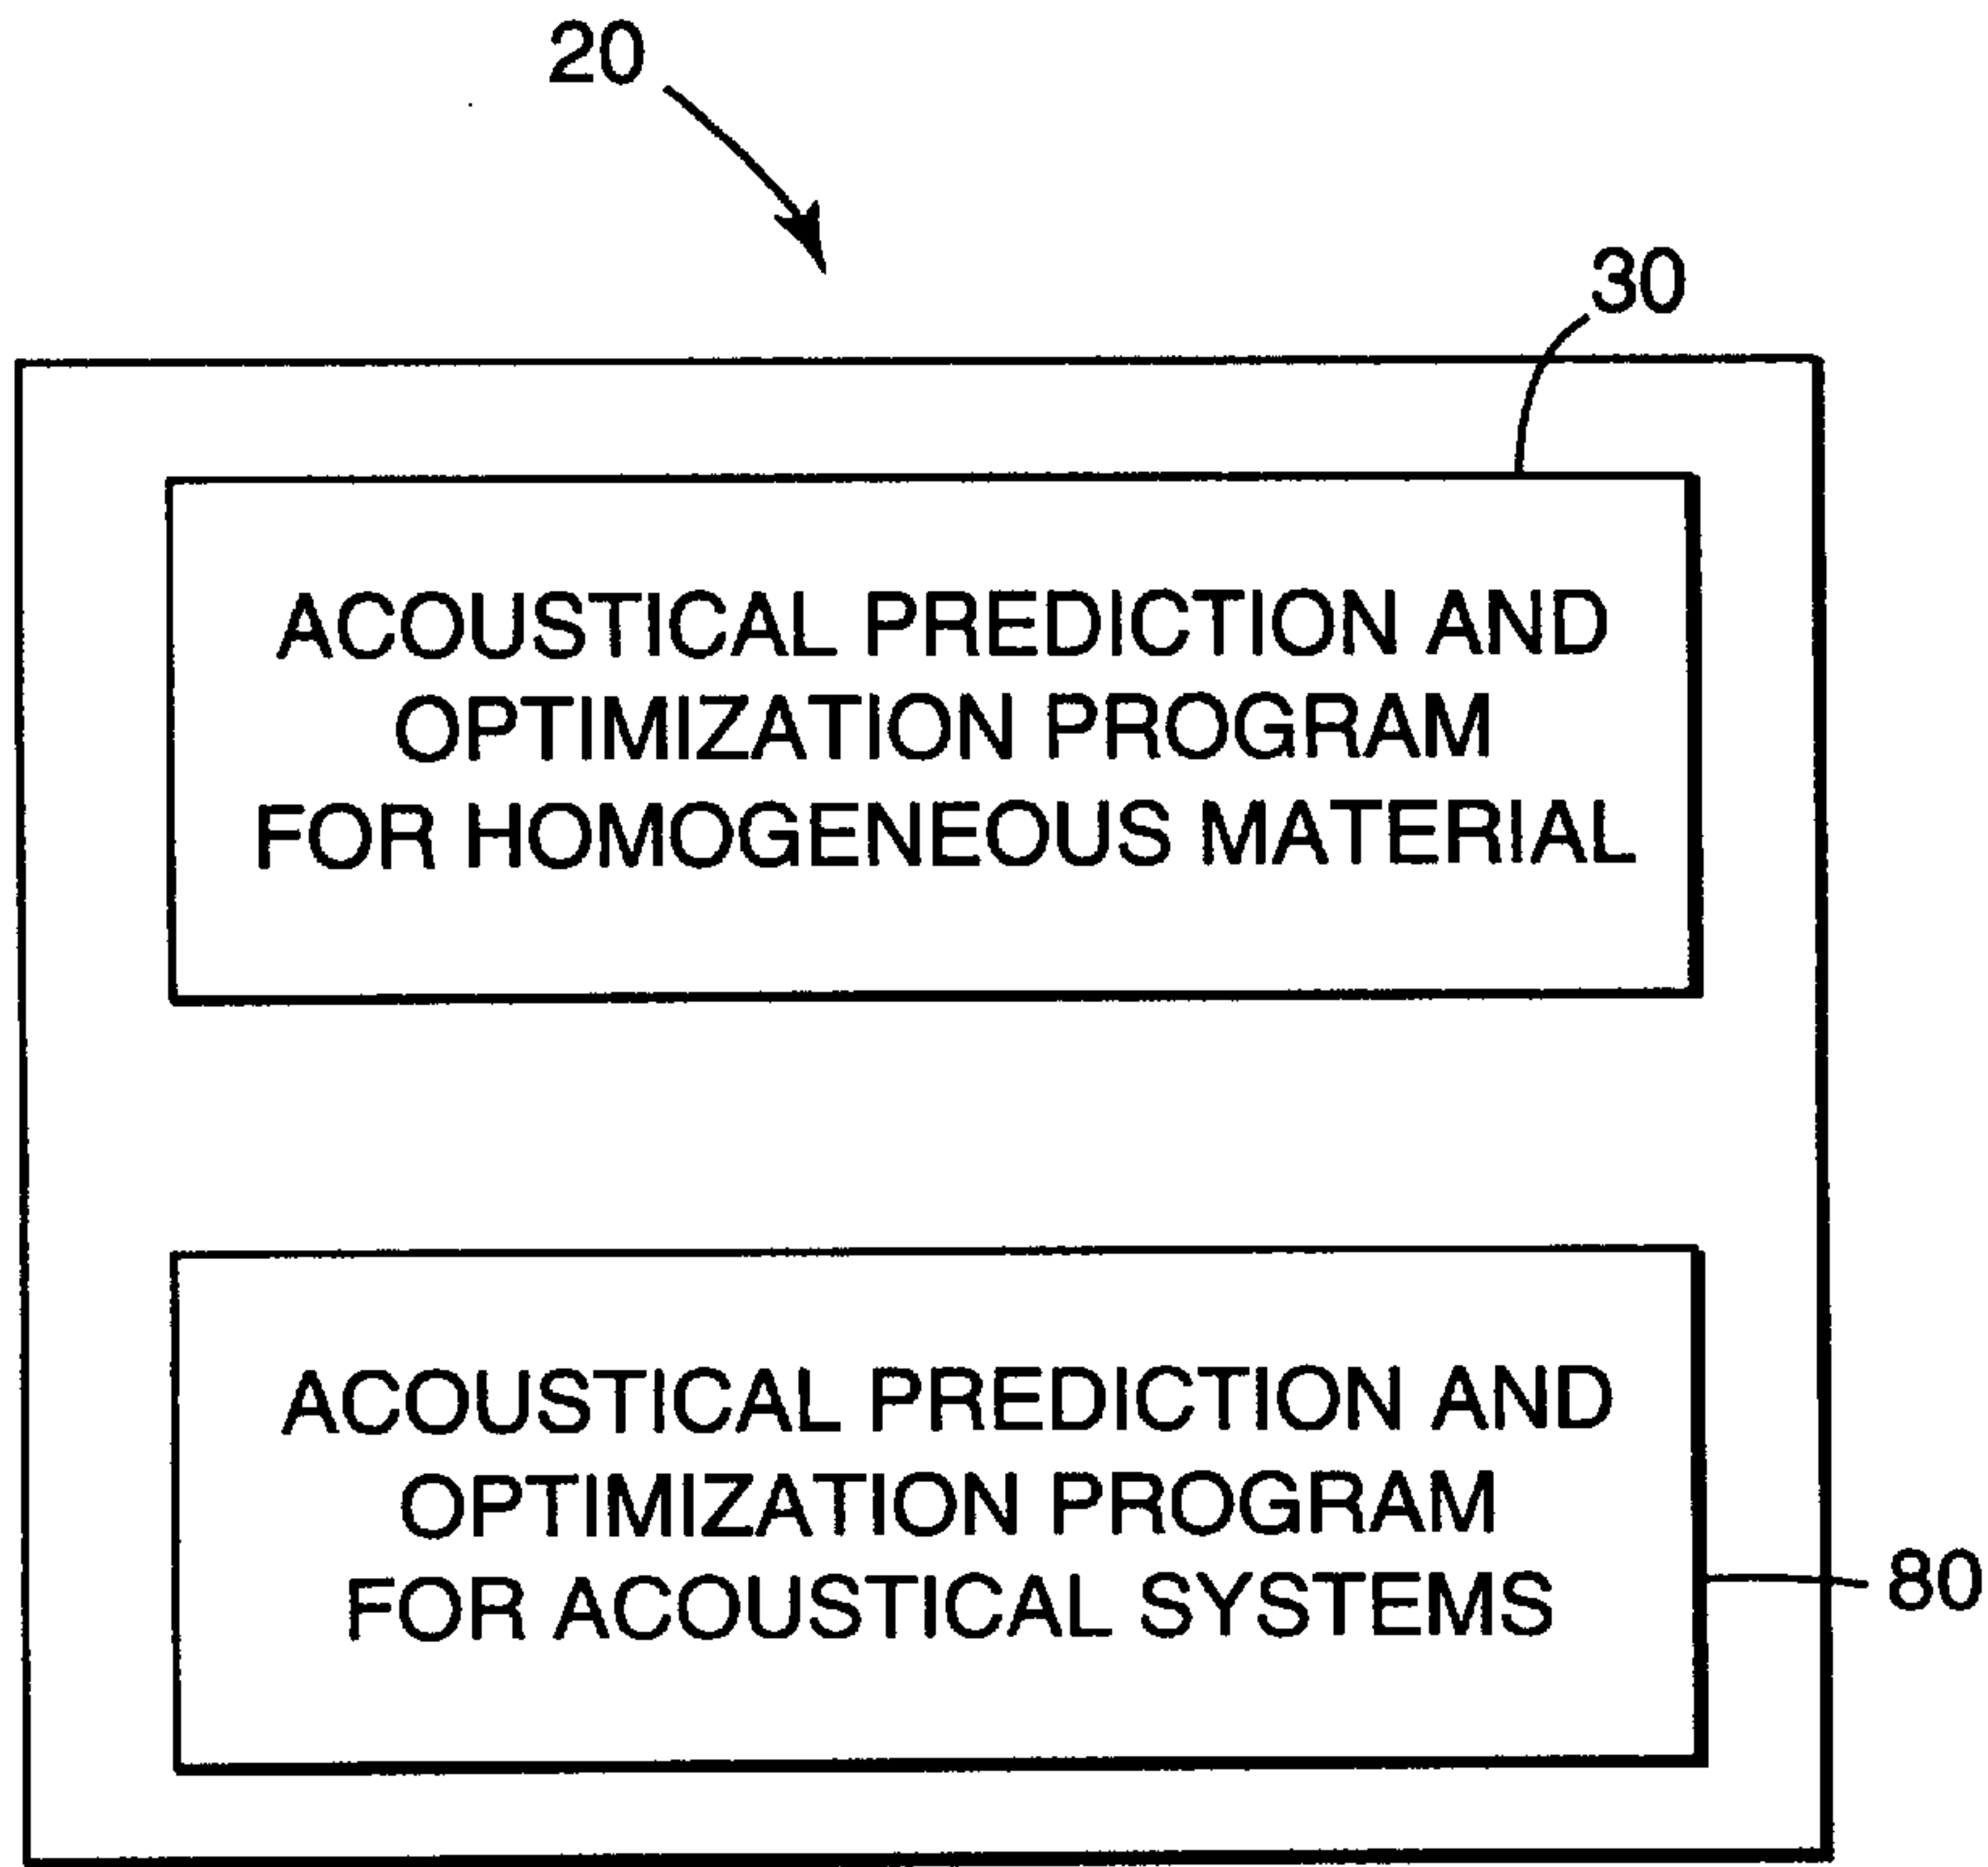 20
30
ACOUSTICAL PREDICTION AND
OPTIMIZATION PROGRAM
FOR HOMOGENEOUS MATERIAL
ACOUSTICAL PREDICTION AND
OPTIMIZATION PROGRAM
FOR ACOUSTICAL SYSTEMS
80